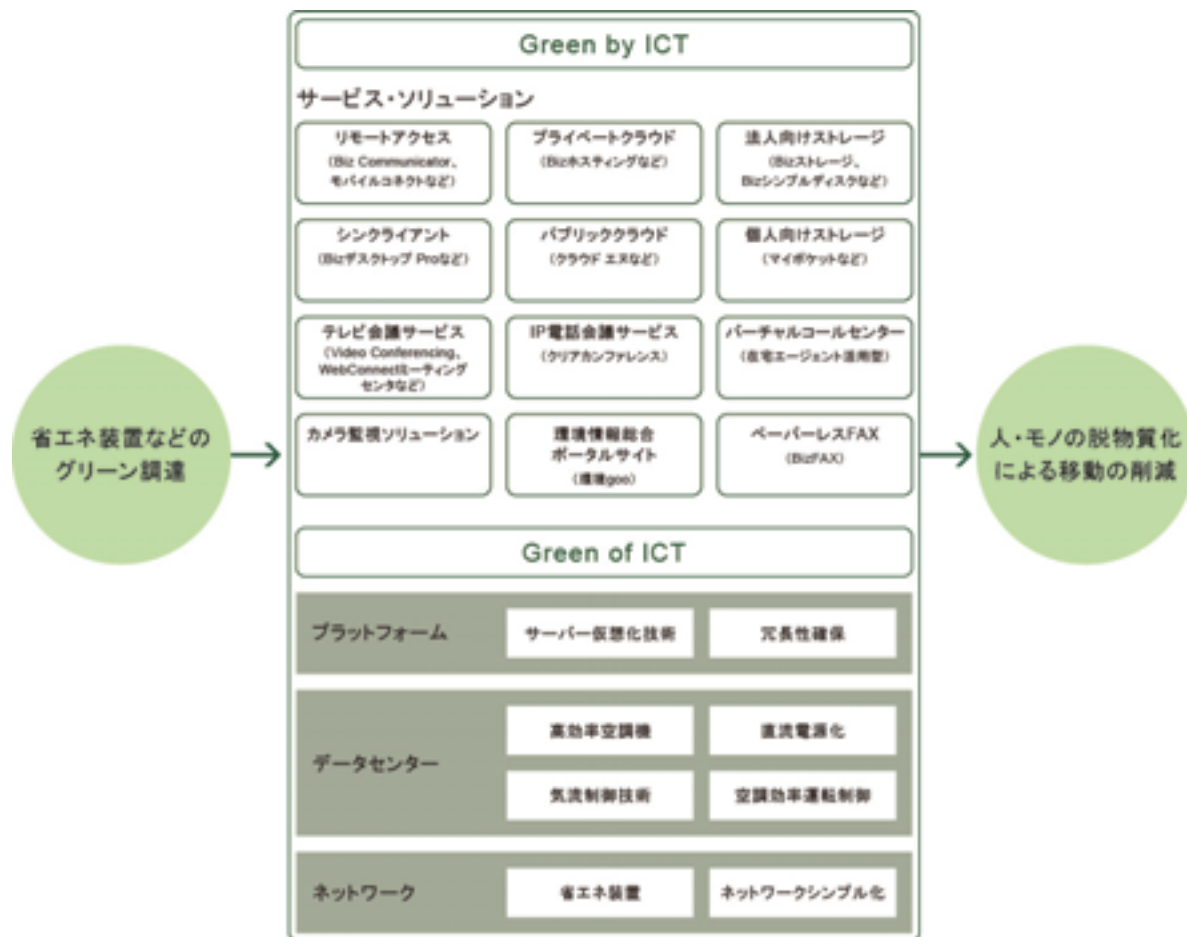 Green by ICT
サービス・ソリューション
リモートアクセス
(Biz Communicator、
モバイルコネクトなど)
プライベートクラウド
(Bizホスティングなど)
法人向けストレージ
(Bizストレージ、
Bizシンプルディスクなど)
シンクライアント
(Bizデスクトップ Proなど)
パブリッククラウド
(クラウド エヌなど)
個人向けストレージ
(マイポケットなど)
テレビ会議サービス
(Video Conferencing、
WebConnectミーティング
センタなど)
IP電話会議サービス
(クリアカンファレンス)
バーチャルコールセンター
(在宅エージェント活用型)
カメラ監視ソリューション
環境情報総合
ポータルサイト
(環境goo)
ペーパーレスFAX
(BizFAX)
省エネ装置などの
グリーン調達
人・モノの脱物質化
による移動の削減
Green of ICT
プラットフォーム
サーバー仮想化技術
冗長性確保
データセンター
高効率空調機
直流電源化
気流制御技術
空調効率運転制御
ネットワーク
省エネ装置
ネットワークシンプル化